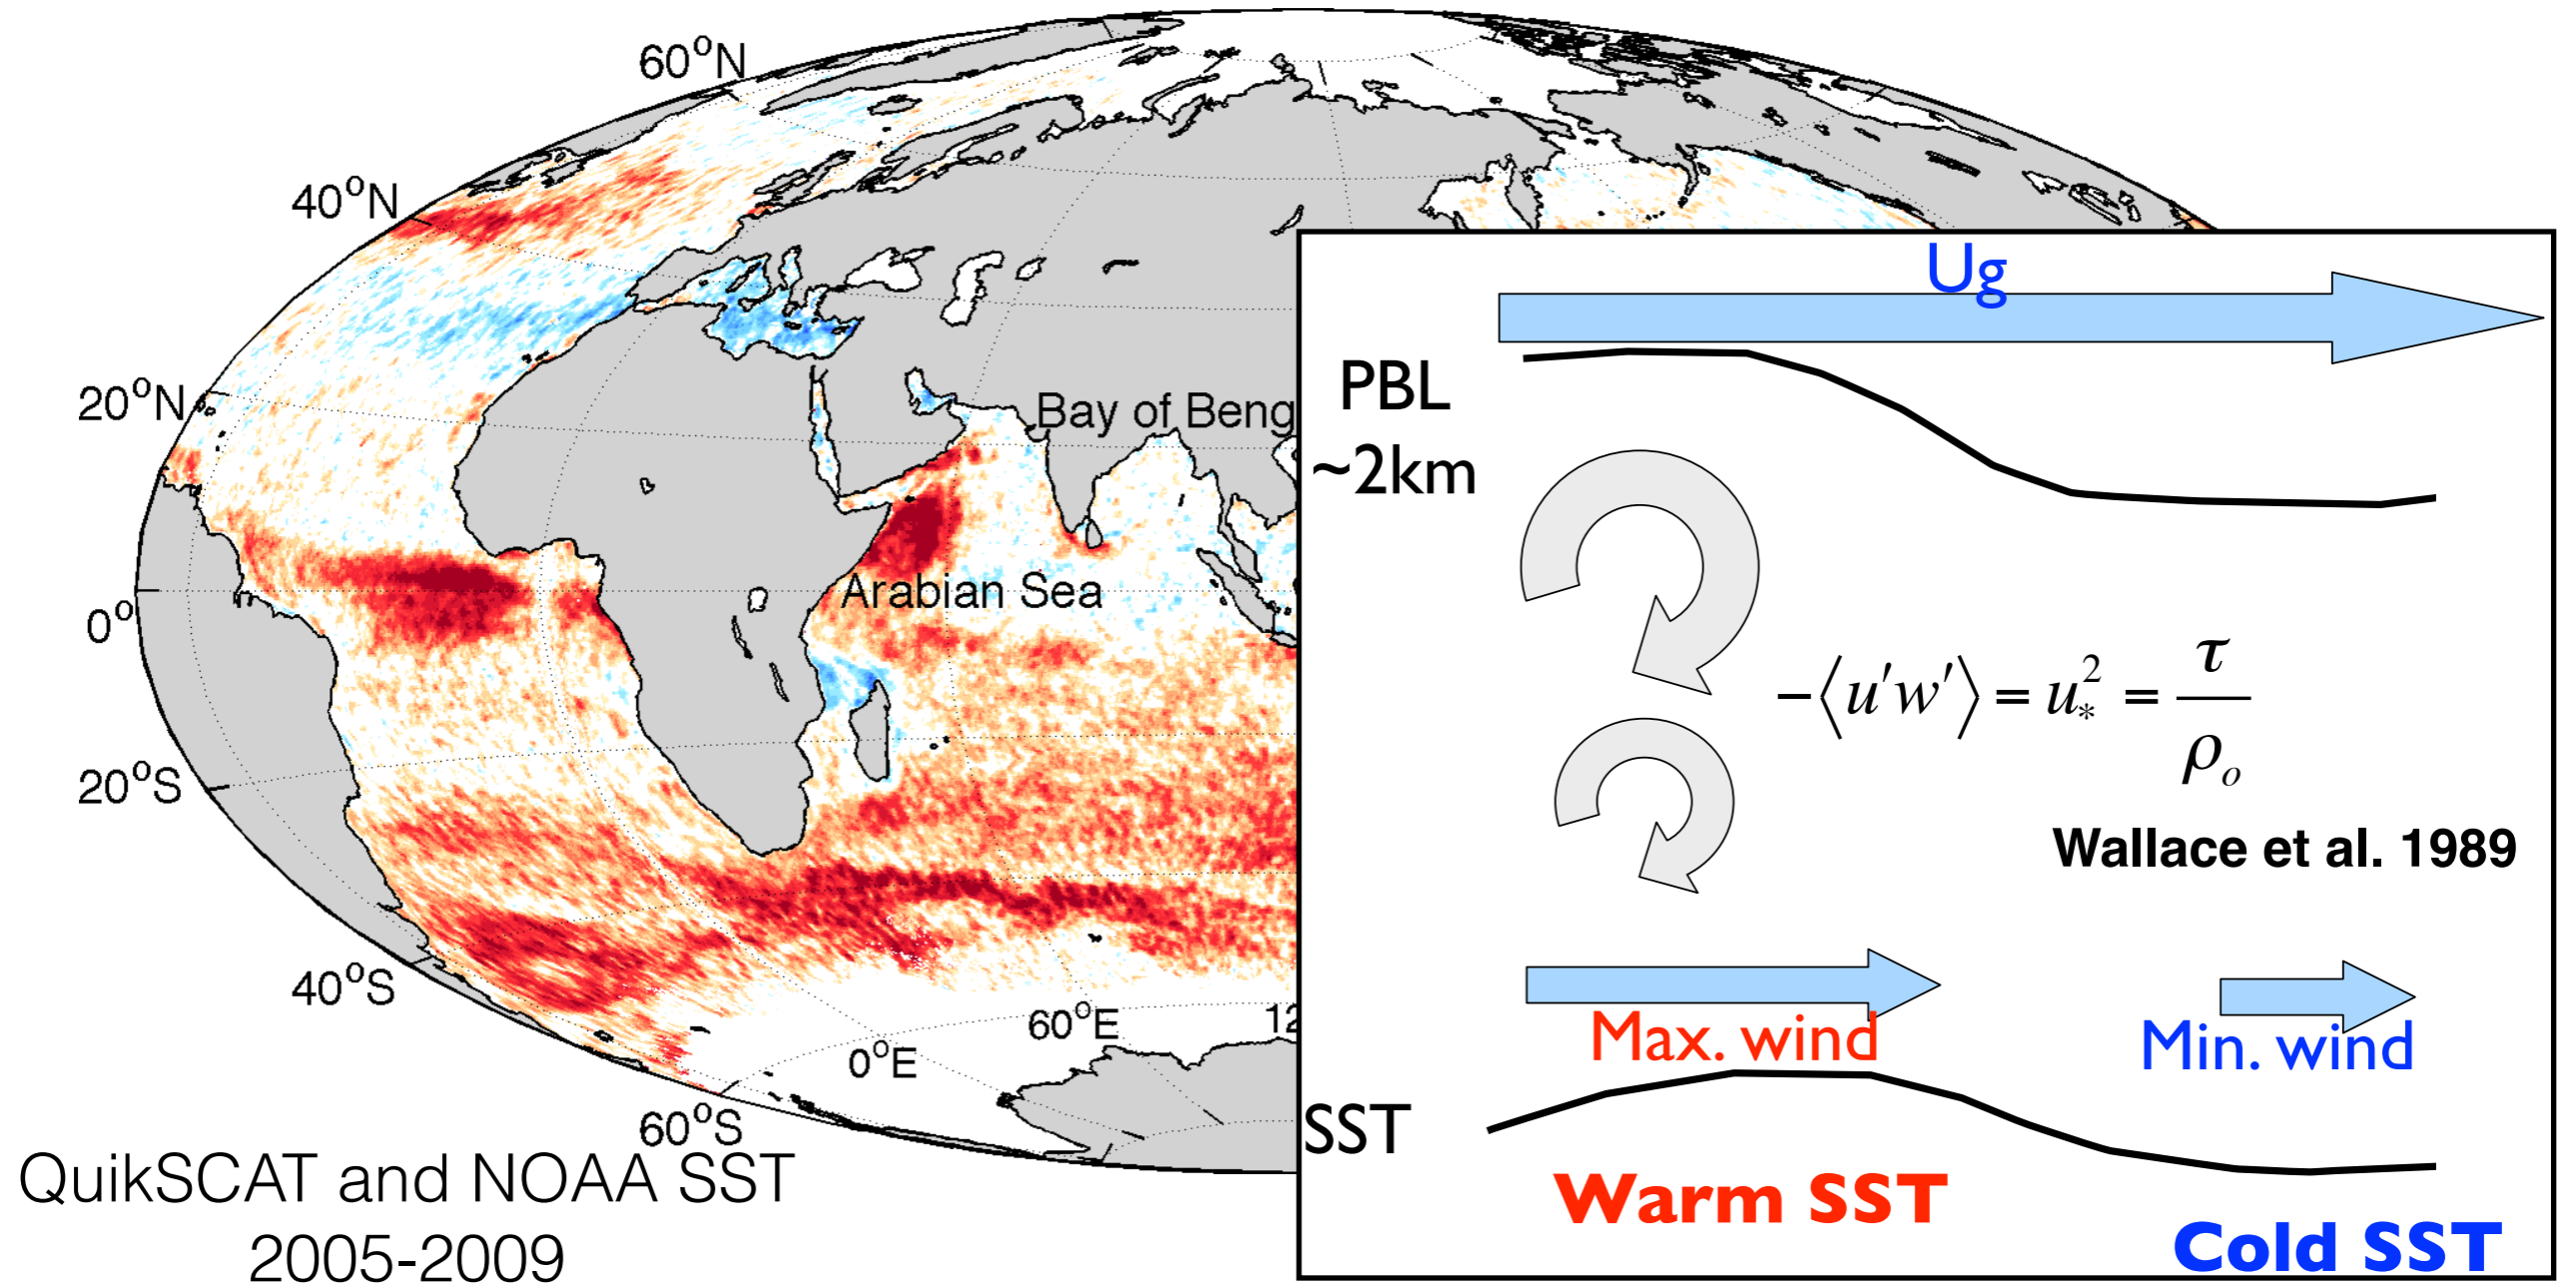 60°N
40°N
20°N
0°
20°S
40°S
60°S
0°E
60°E
12
Bay of Beng
Arabian Sea
QuikSCAT and NOAA SST
2005-2009
Ug
PBL
~2km
−⟨u′w′⟩ = u∗² = τ/ρₒ
Wallace et al. 1989
Max. wind
Min. wind
SST
Warm SST
Cold SST